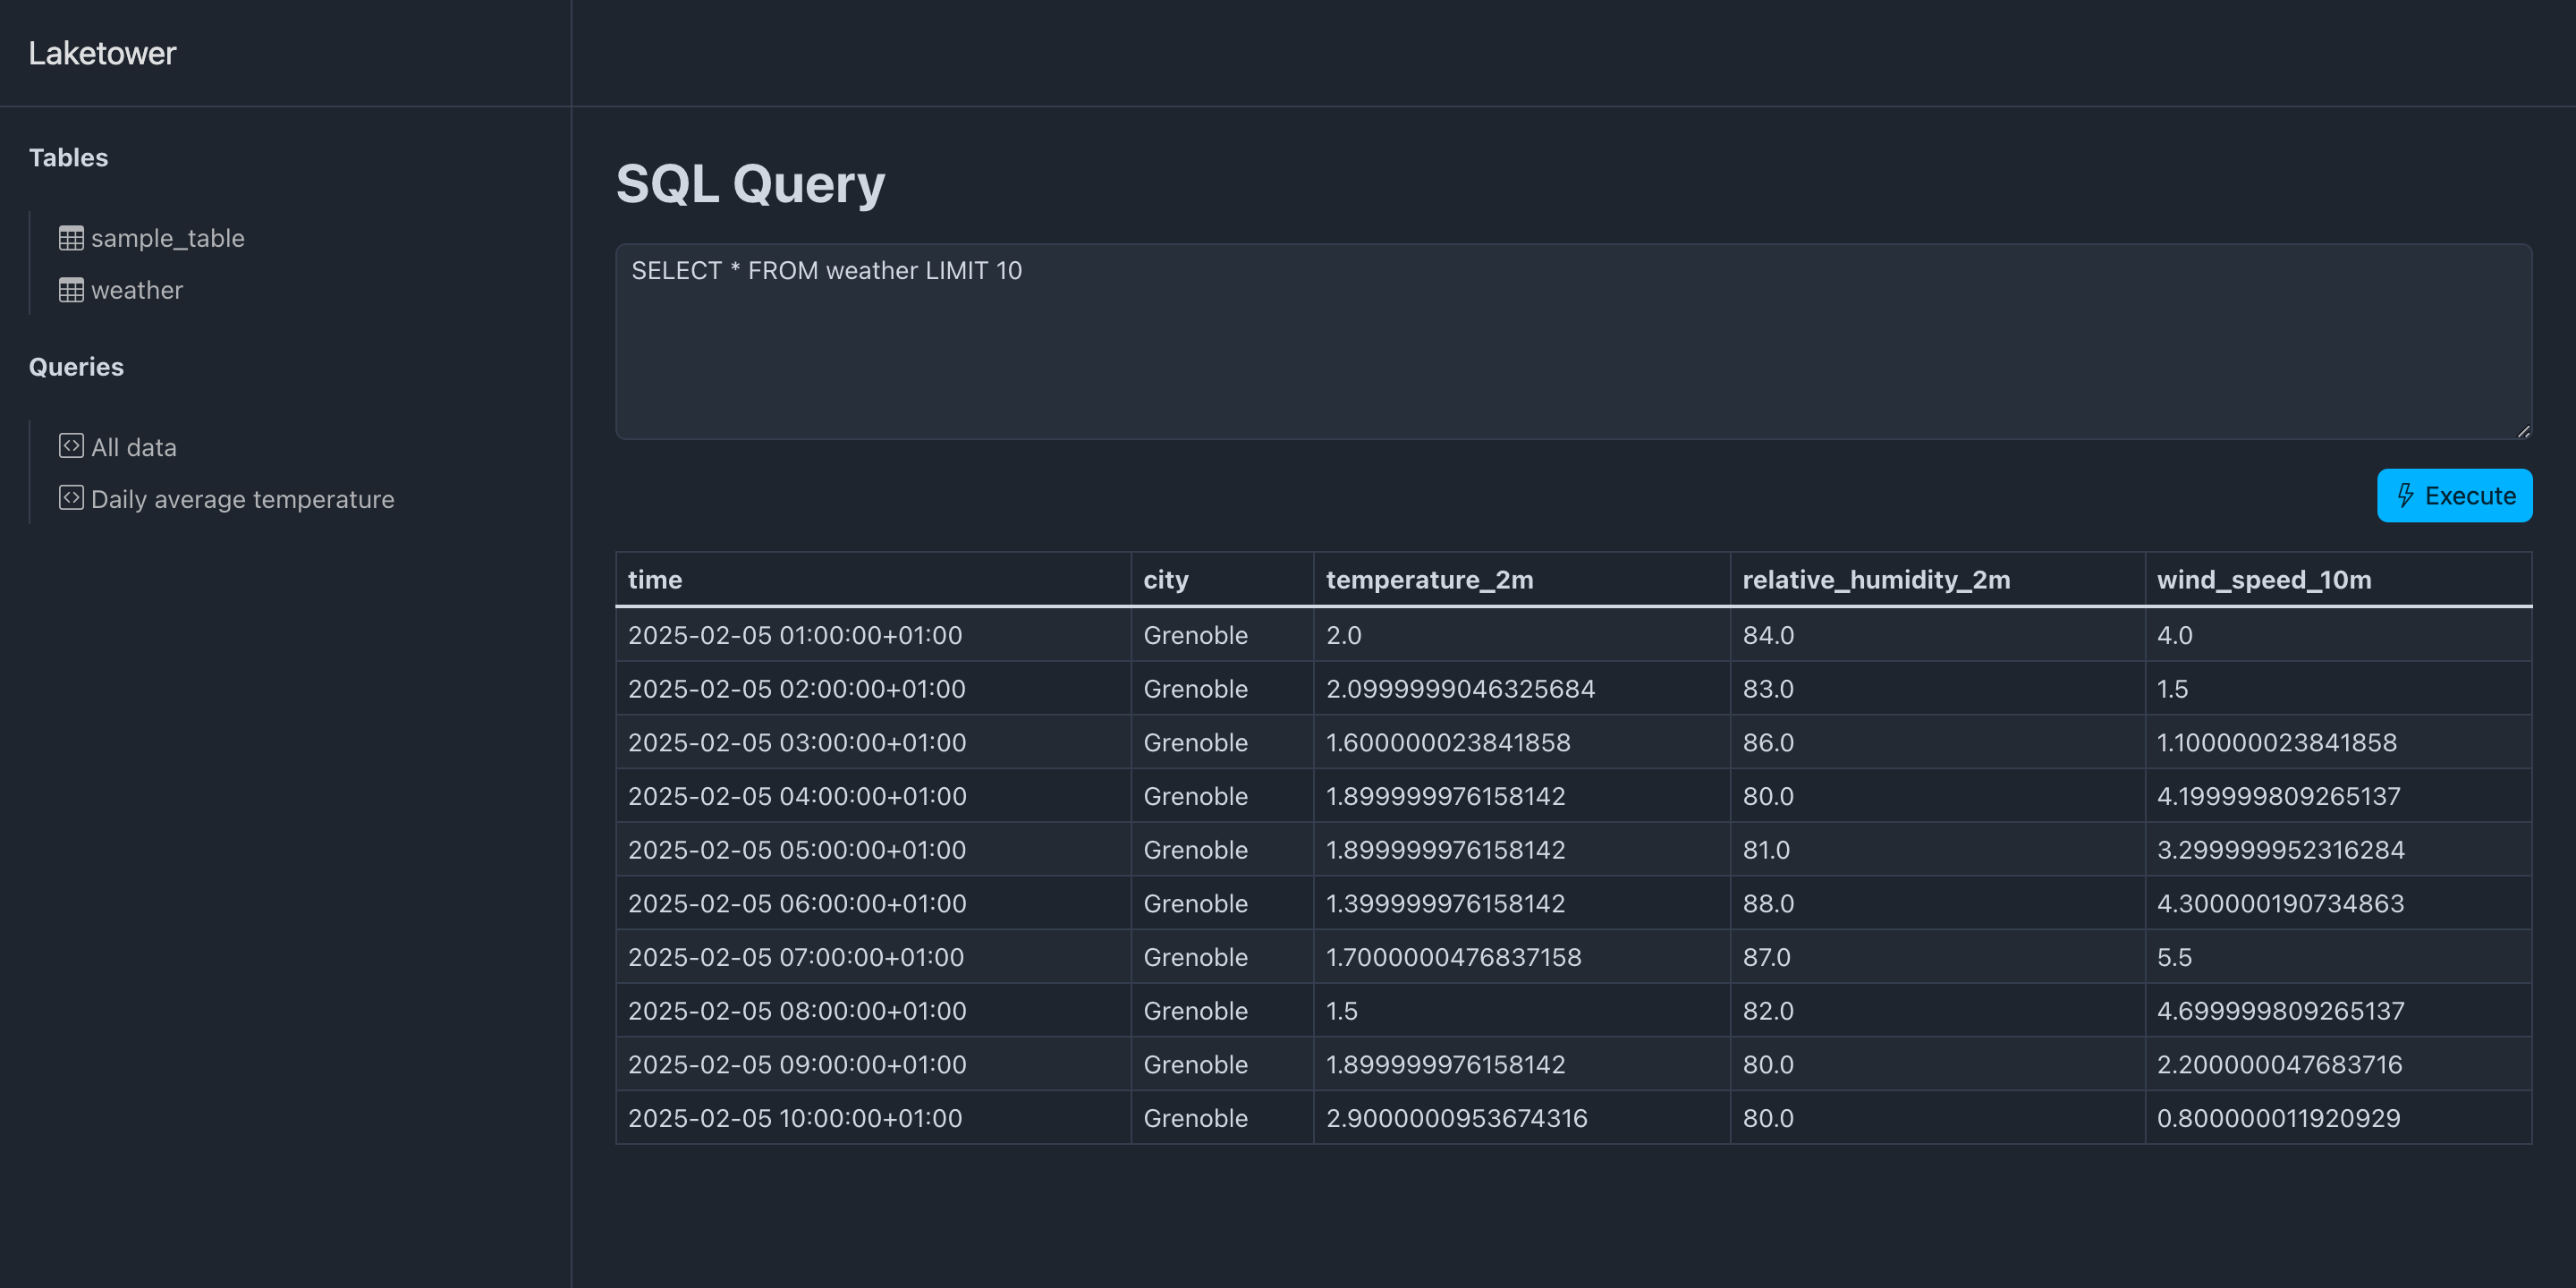 Laketower
Tables
sample_table
weather
Queries
All data
Daily average temperature
SQL Query
SELECT * FROM weather LIMIT 10
Execute
time city temperature_2m relative_humidity_2m wind_speed_10m
2025-02-05 01:00:00+01:00 Grenoble 2.0 84.0 4.0
2025-02-05 02:00:00+01:00 Grenoble 2.0999999046325684 83.0 1.5
2025-02-05 03:00:00+01:00 Grenoble 1.600000023841858 86.0 1.100000023841858
2025-02-05 04:00:00+01:00 Grenoble 1.899999976158142 80.0 4.199999809265137
2025-02-05 05:00:00+01:00 Grenoble 1.899999976158142 81.0 3.299999952316284
2025-02-05 06:00:00+01:00 Grenoble 1.399999976158142 88.0 4.300000190734863
2025-02-05 07:00:00+01:00 Grenoble 1.7000000476837158 87.0 5.5
2025-02-05 08:00:00+01:00 Grenoble 1.5 82.0 4.699999809265137
2025-02-05 09:00:00+01:00 Grenoble 1.899999976158142 80.0 2.200000047683716
2025-02-05 10:00:00+01:00 Grenoble 2.9000000953674316 80.0 0.800000011920929